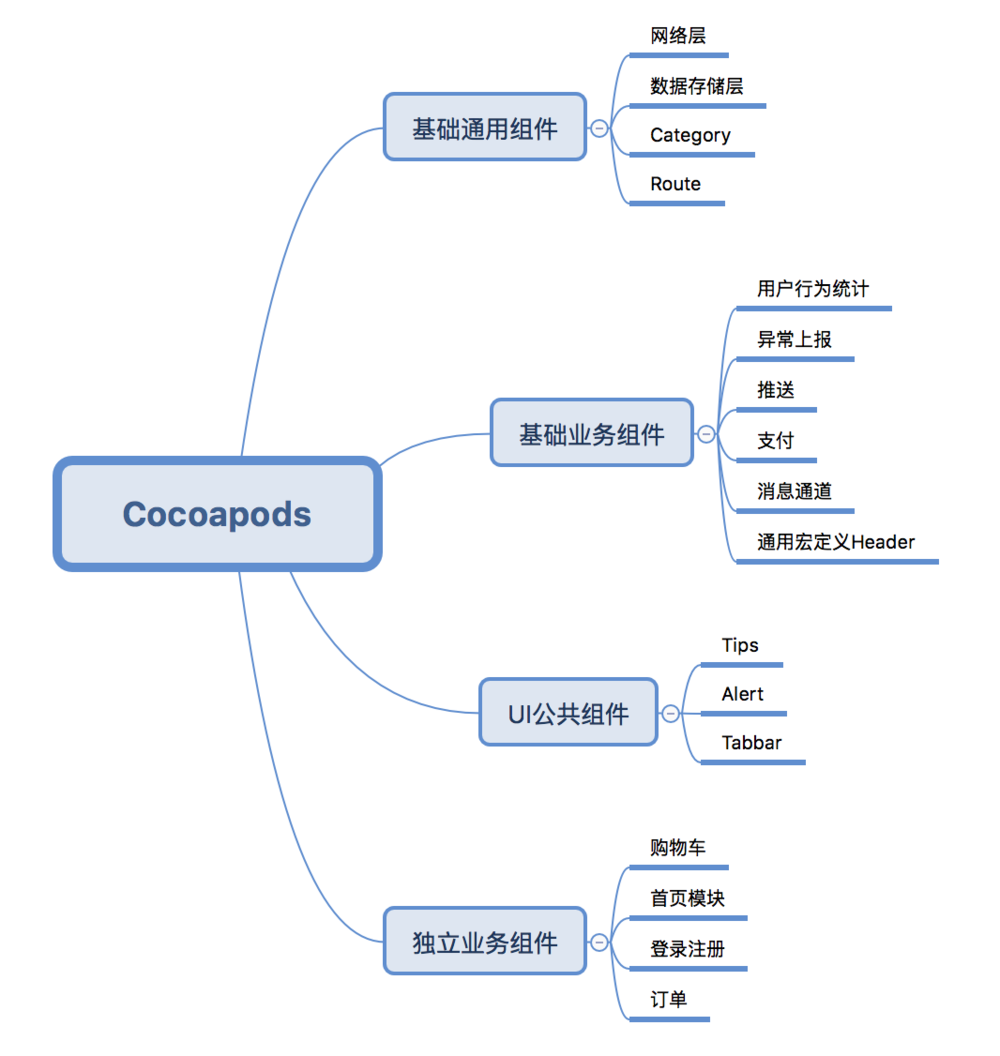 Cocoapods
基础通用组件
网络层
数据存储层
Category
Route
基础业务组件
用户行为统计
异常上报
推送
支付
消息通道
通用宏定义Header
UI公共组件
Tips
Alert
Tabbar
独立业务组件
购物车
首页模块
登录注册
订单